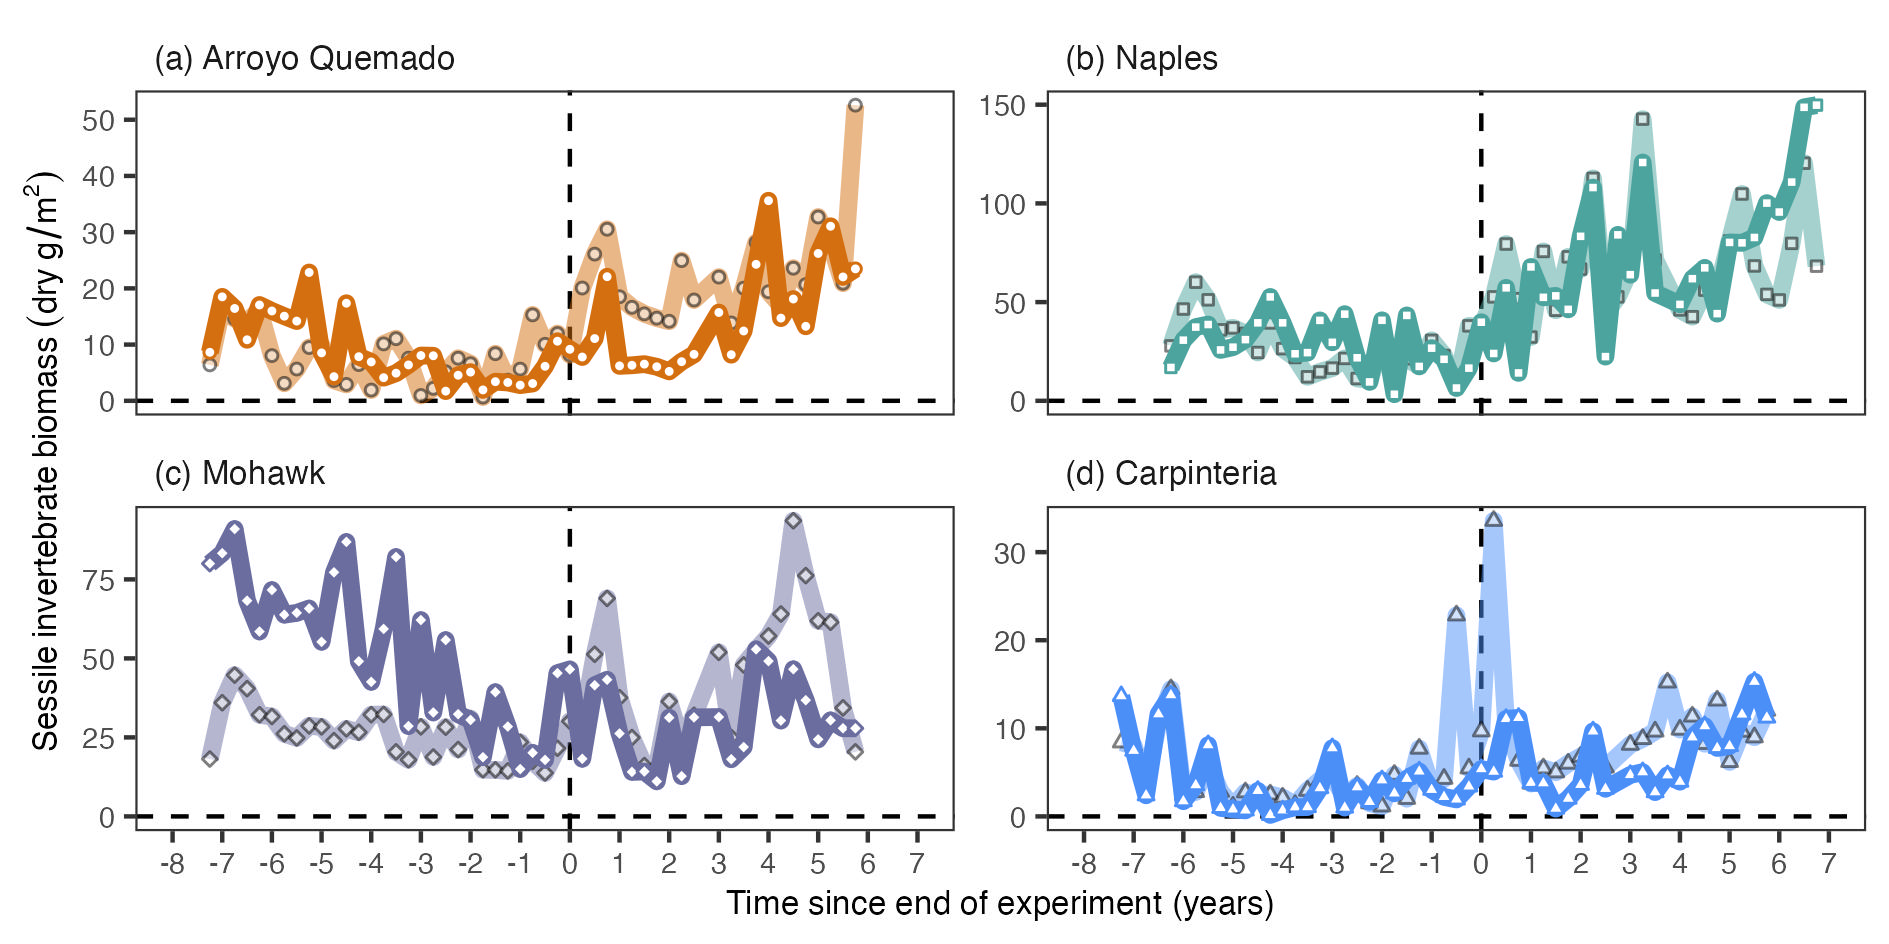 (a) Arroyo Quemado
(b) Naples
50
40
30
20
10
0
150
100
50
0
Sessile invertebrate biomass (dry g/m²)
(c) Mohawk
(d) Carpinteria
75
50
25
0
30
20
10
0
-8 -7 -6 -5 -4 -3 -2 -1 0 1 2 3 4 5 6 7
-8 -7 -6 -5 -4 -3 -2 -1 0 1 2 3 4 5 6 7
Time since end of experiment (years)